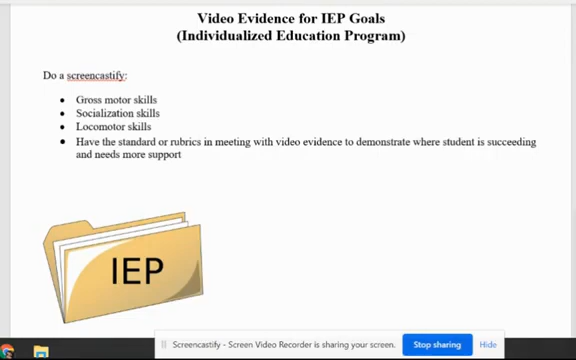 Video Evidence for IEP Goals
(Individualized Education Program)
Do a screencastify:
• Gross motor skills
• Socialization skills
• Locomotor skills
• Have the standard or rubrics in meeting with video evidence to demonstrate where student is succeeding
and needs more support
IEP
Screencastify - Screen Video Recorder is sharing your screen. Stop sharing Hide